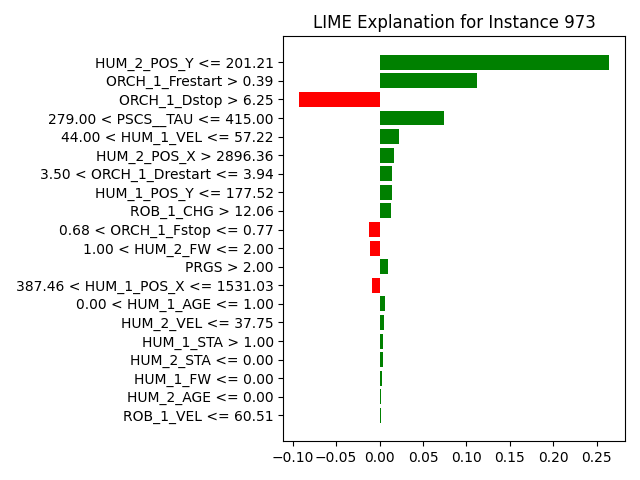 LIME Explanation for Instance 973
HUM_2_POS_Y <= 201.21
ORCH_1_Frestart > 0.39
ORCH_1_Dstop > 6.25
279.00 < PSCS__TAU <= 415.00
44.00 < HUM_1_VEL <= 57.22
HUM_2_POS_X > 2896.36
3.50 < ORCH_1_Drestart <= 3.94
HUM_1_POS_Y <= 177.52
ROB_1_CHG > 12.06
0.68 < ORCH_1_Fstop <= 0.77
1.00 < HUM_2_FW <= 2.00
PRGS > 2.00
387.46 < HUM_1_POS_X <= 1531.03
0.00 < HUM_1_AGE <= 1.00
HUM_2_VEL <= 37.75
HUM_1_STA > 1.00
HUM_2_STA <= 0.00
HUM_1_FW <= 0.00
HUM_2_AGE <= 0.00
ROB_1_VEL <= 60.51
−0.10 −0.05 0.00 0.05 0.10 0.15 0.20 0.25